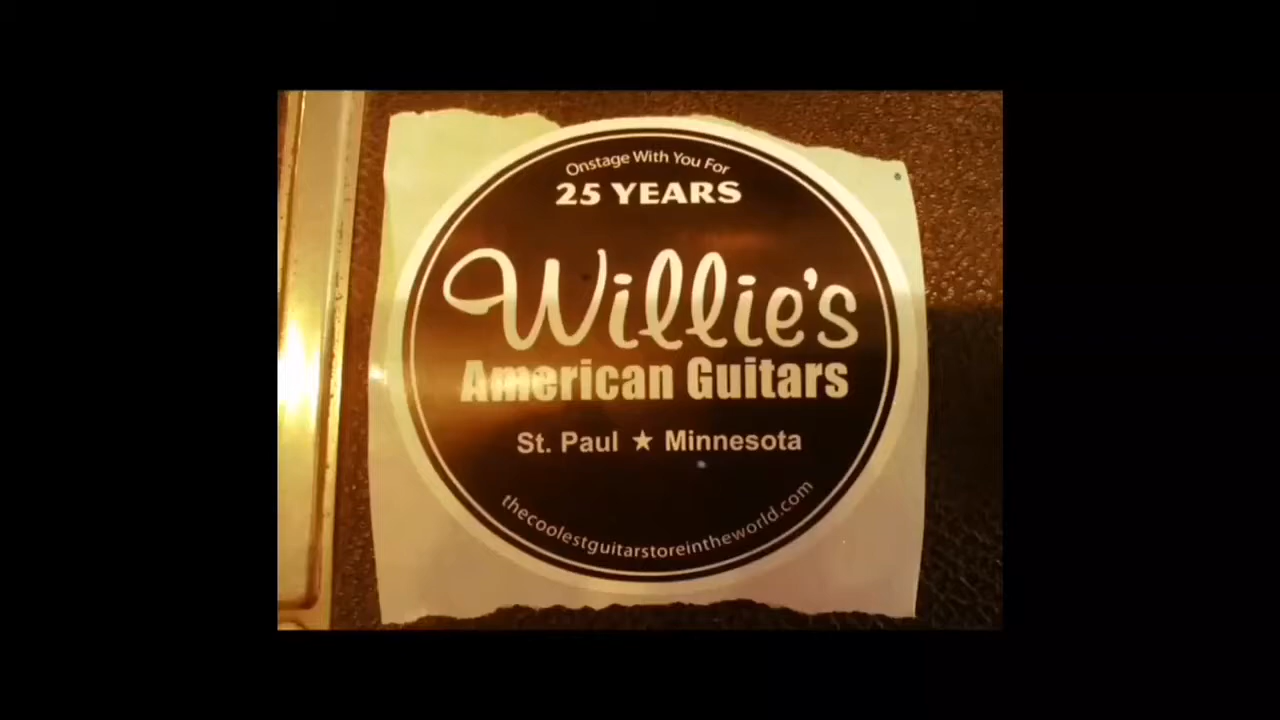 Onstage With You For
25 YEARS
Willie's
American Guitars
St. Paul ★ Minnesota
thecoolestguitarstoreintheworld.com